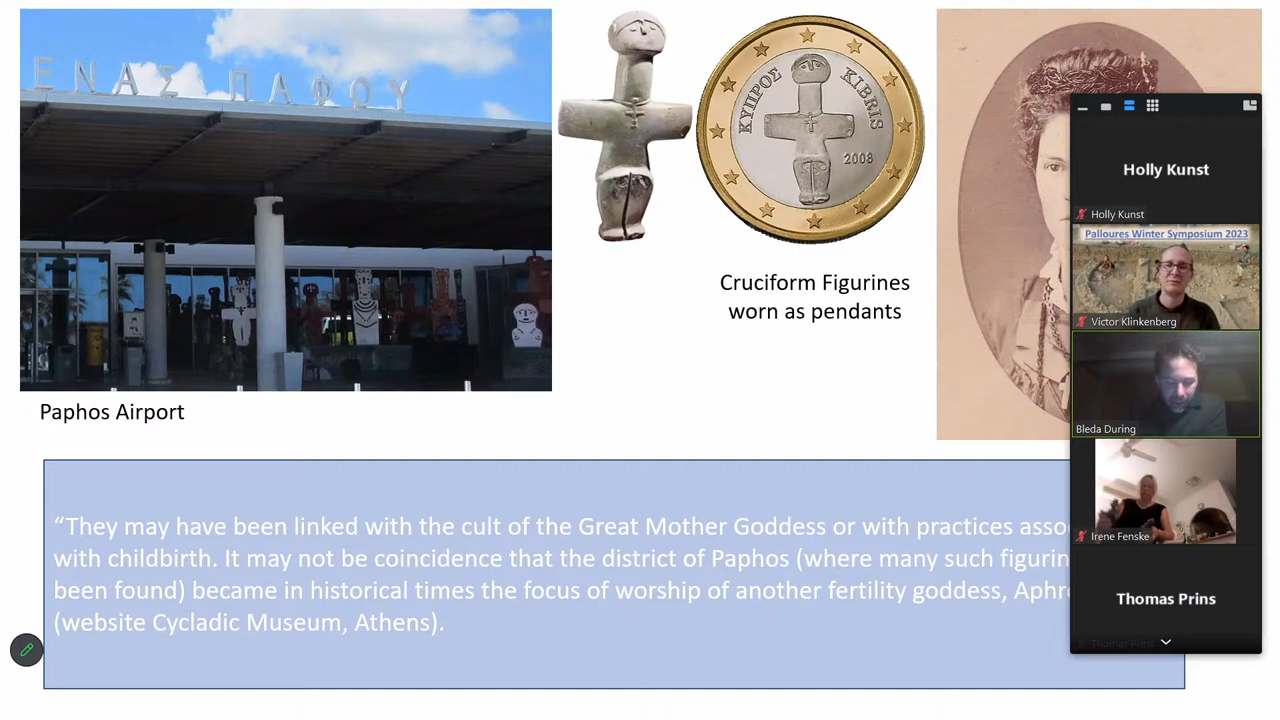 ΕΝΑΣ ΠΑΦΟΥ
ΚΥΠΡΟΣ
KIBRIS
2008
Cruciform Figurines
worn as pendants
Paphos Airport
“They may have been linked with the cult of the Great Mother Goddess or with practices
with childbirth. It may not be coincidence that the district of Paphos (where many such
been found) became in historical times the focus of worship of another fertility goddess,
(website Cycladic Museum, Athens).
Holly Kunst
Holly Kunst
Palloures Winter Symposium 2023
Victor Klinkenberg
Bleda During
Irene Fenske
Thomas Prins
Thomas Prins